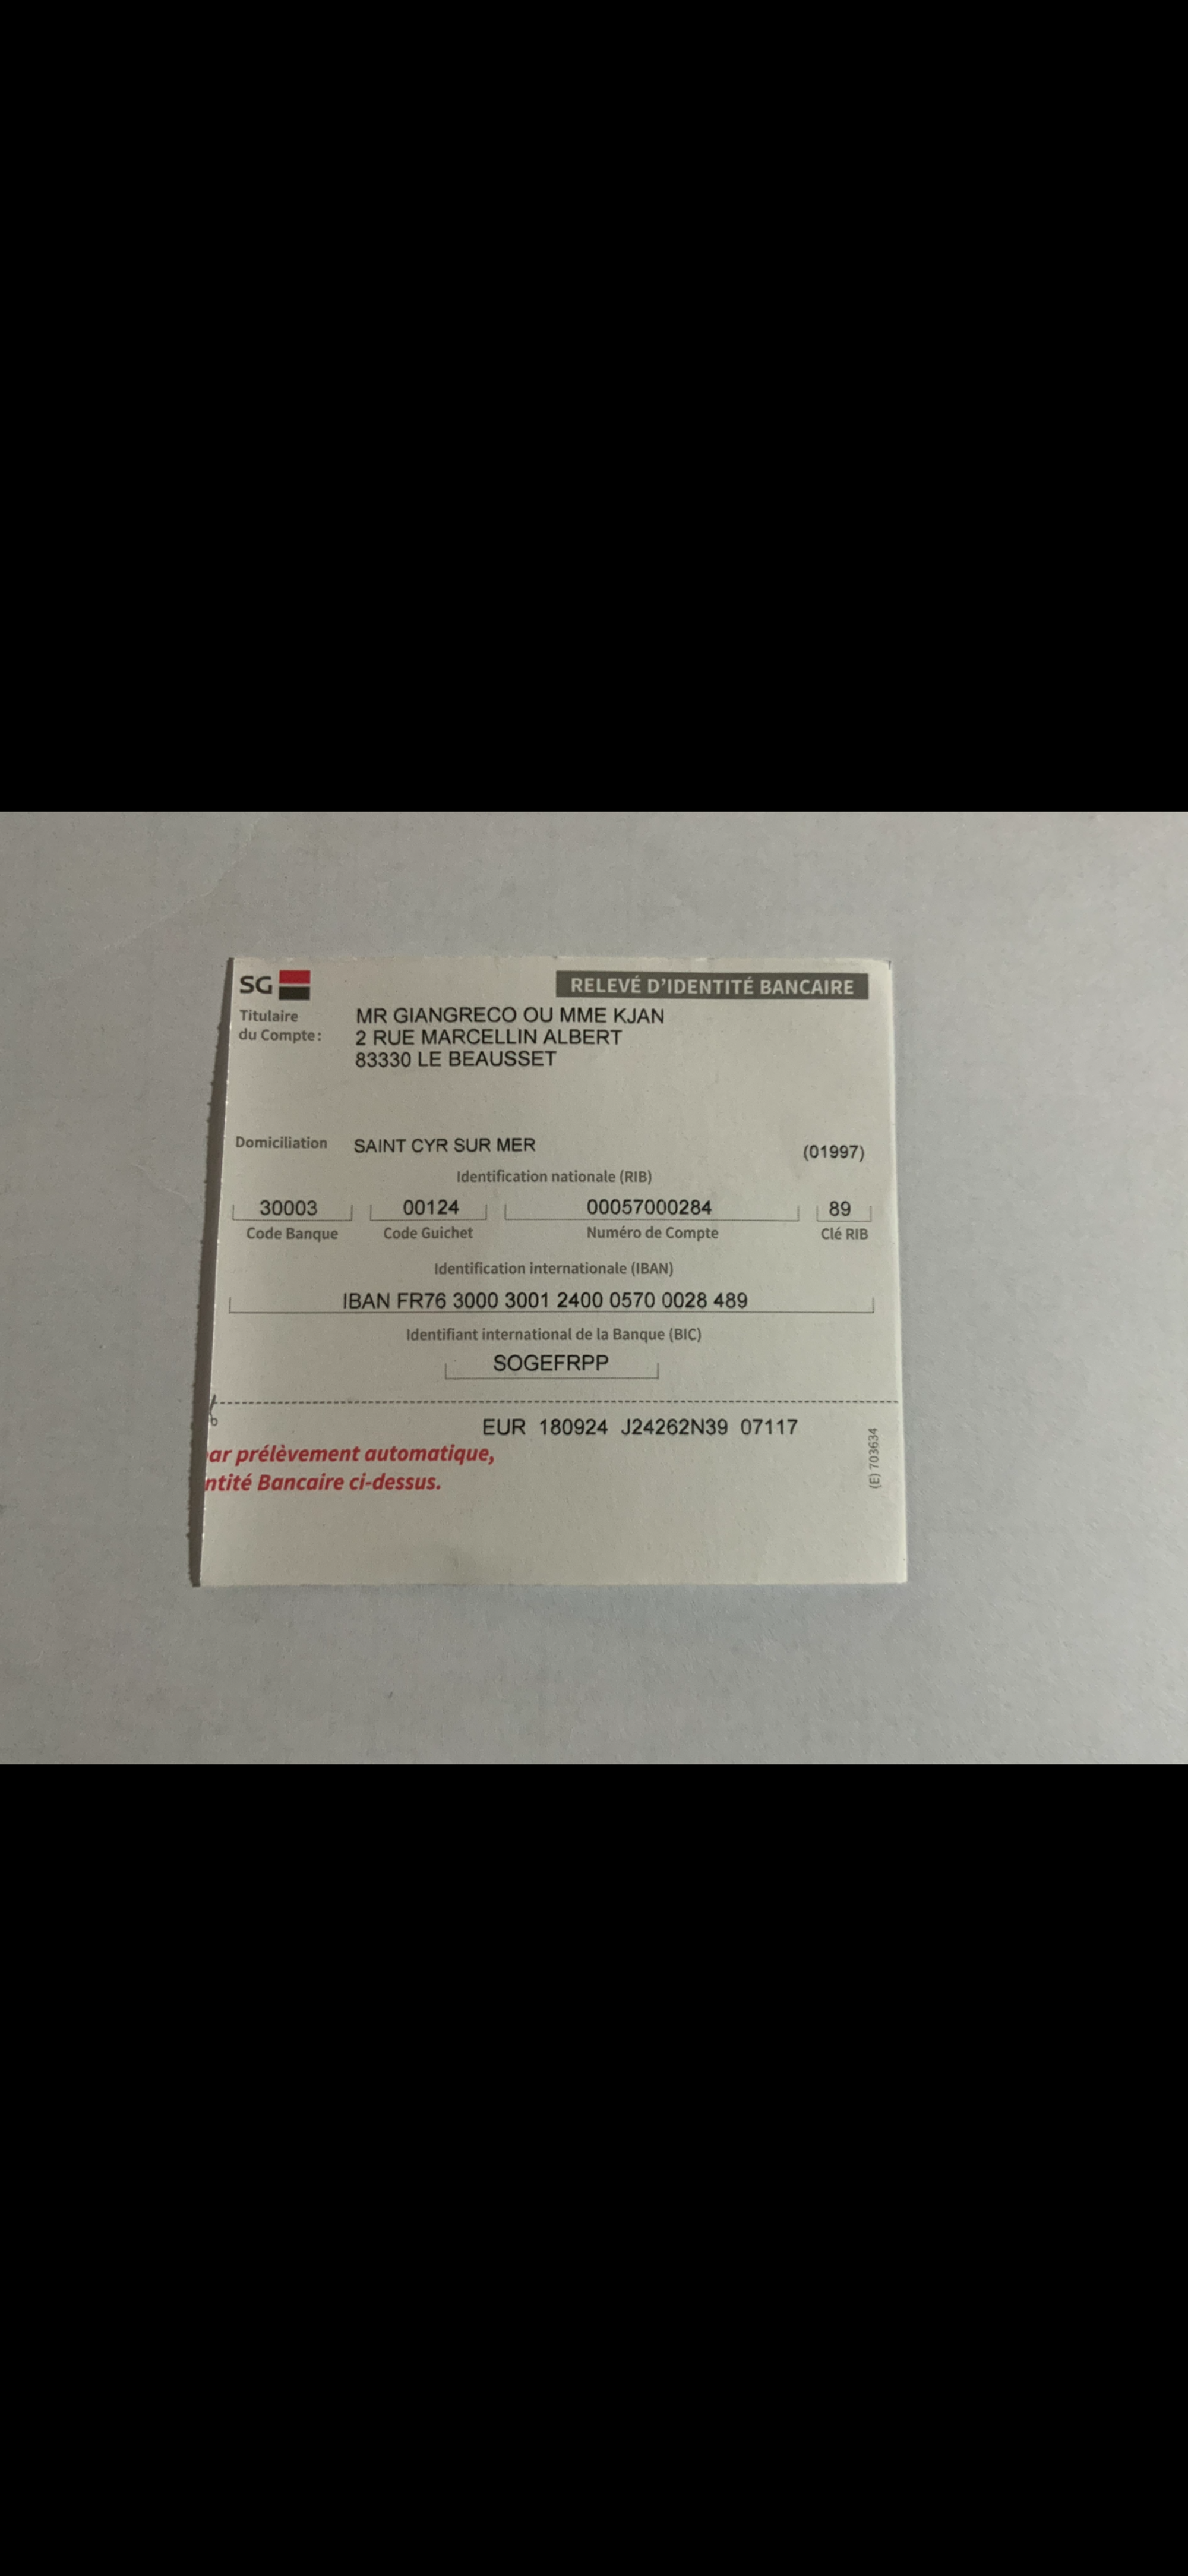 SG
RELEVÉ D'IDENTITÉ BANCAIRE
Titulaire
du Compte :
MR GIANGRECO OU MME KJAN
2 RUE MARCELLIN ALBERT
83330 LE BEAUSSET
Domiciliation SAINT CYR SUR MER (01997)
Identification nationale (RIB)
30003 00124 00057000284 89
Code Banque Code Guichet Numéro de Compte Clé RIB
Identification internationale (IBAN)
IBAN FR76 3000 3001 2400 0570 0028 489
Identifiant international de la Banque (BIC)
SOGEFRPP
EUR 180924 J24262N39 07117
ar prélèvement automatique,
ntité Bancaire ci-dessus.
(E) 703634